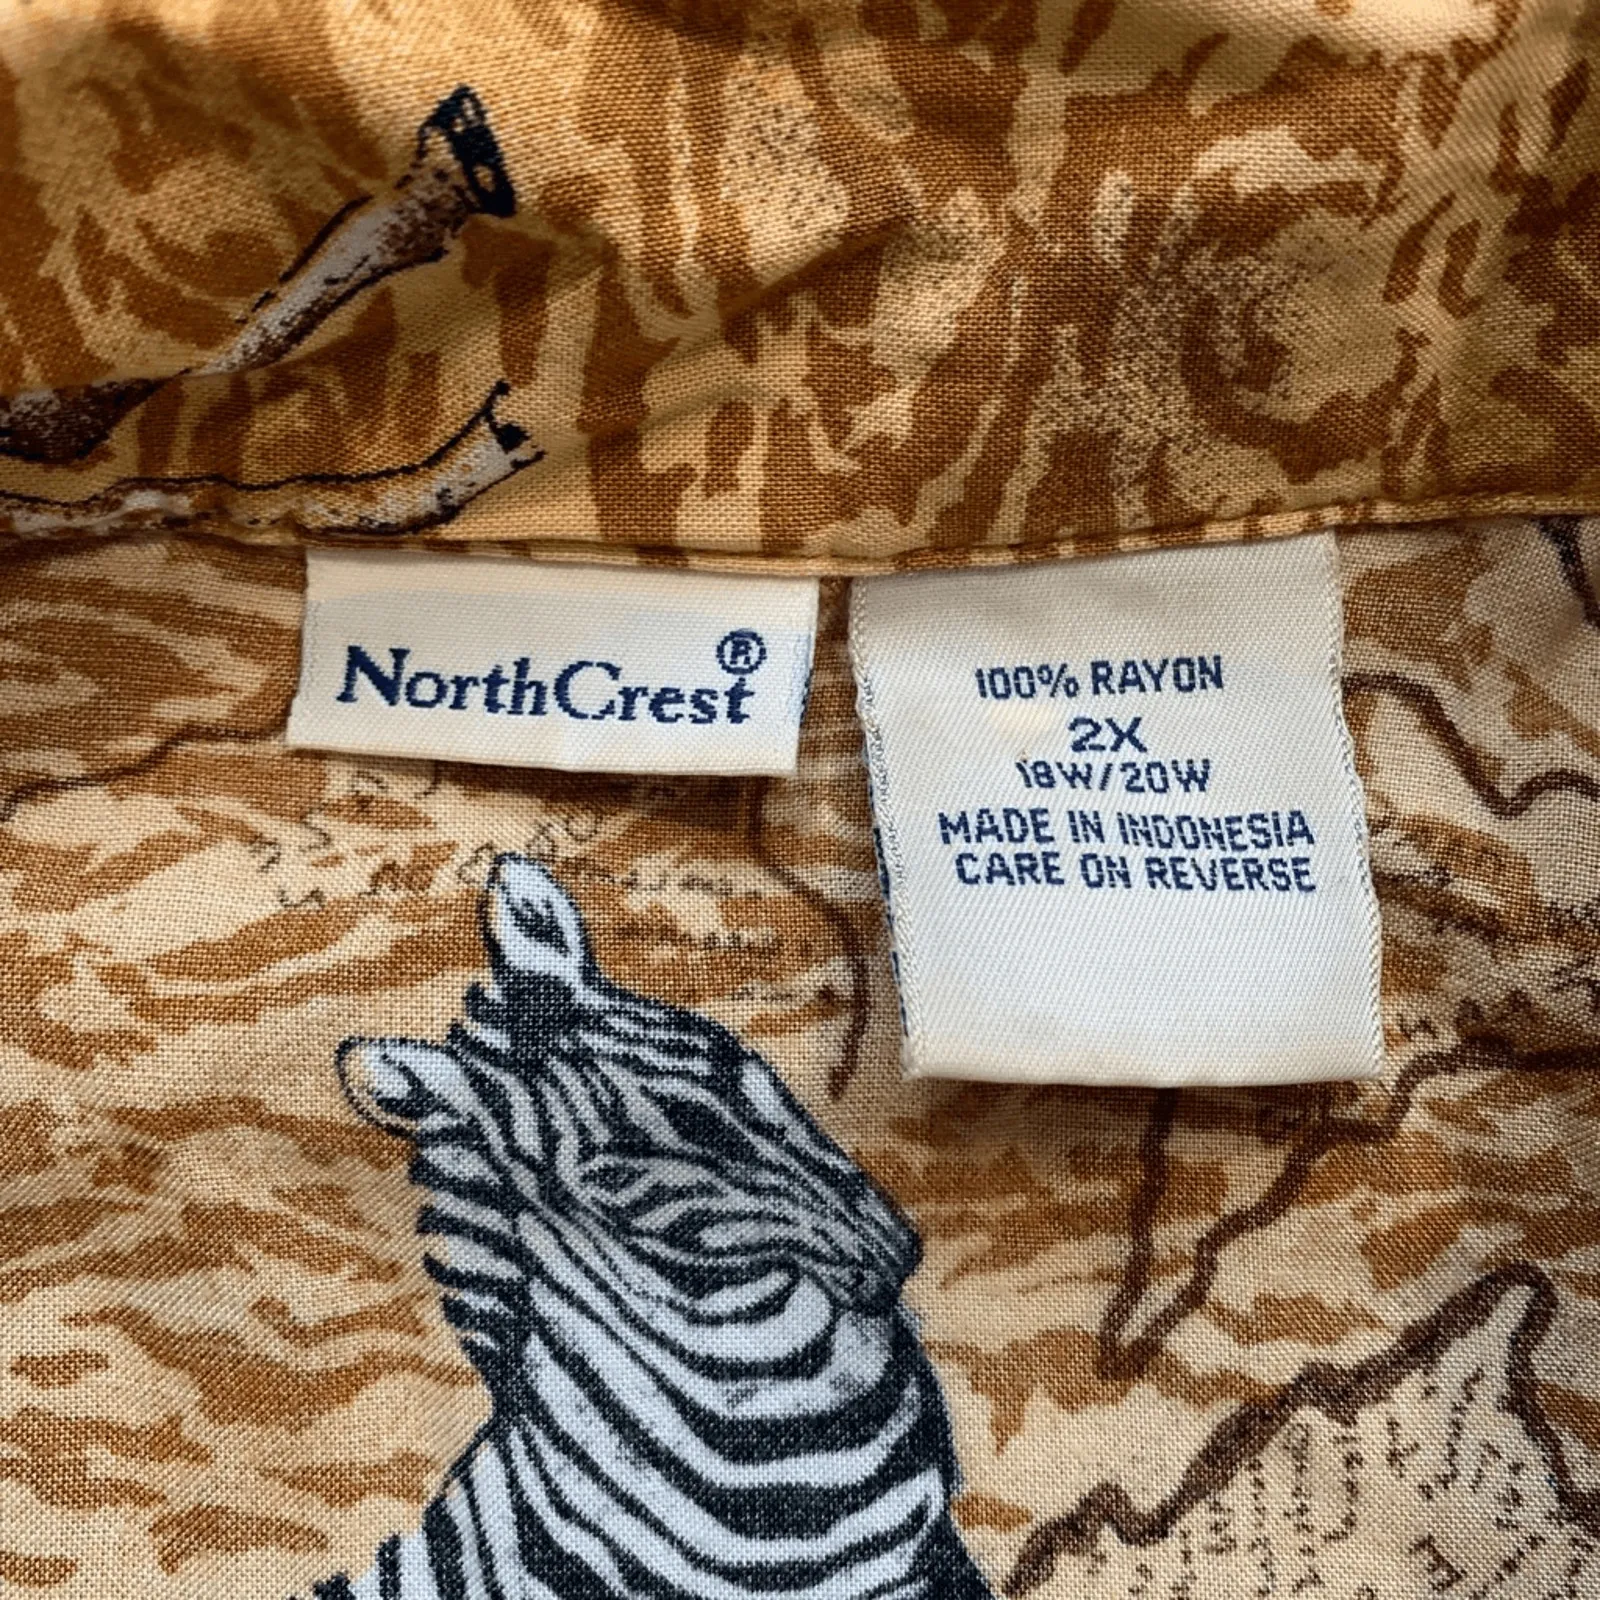 NorthCrest®
100% RAYON
2X
18W/20W
MADE IN INDONESIA
CARE ON REVERSE